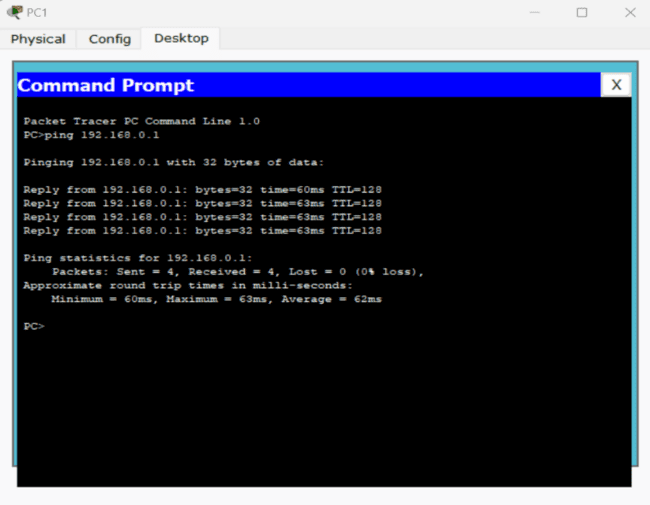 PC1
Physical Config Desktop
Command Prompt X
Packet Tracer PC Command Line 1.0
PC>ping 192.168.0.1
Pinging 192.168.0.1 with 32 bytes of data:
Reply from 192.168.0.1: bytes=32 time=60ms TTL=128
Reply from 192.168.0.1: bytes=32 time=63ms TTL=128
Reply from 192.168.0.1: bytes=32 time=63ms TTL=128
Reply from 192.168.0.1: bytes=32 time=63ms TTL=128
Ping statistics for 192.168.0.1:
Packets: Sent = 4, Received = 4, Lost = 0 (0% loss),
Approximate round trip times in milli-seconds:
Minimum = 60ms, Maximum = 63ms, Average = 62ms
PC>